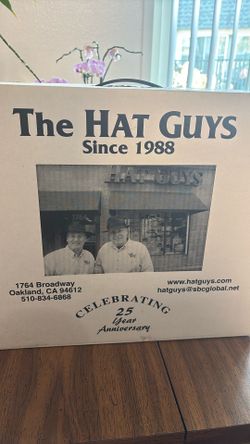 The HAT GUYS
Since 1988
HAT GUYS
1764 Broadway
Oakland, CA 94612
510-834-6868
www.hatguys.com
hatguys@sbcglobal.net
CELEBRATING
25
Year
Anniversary